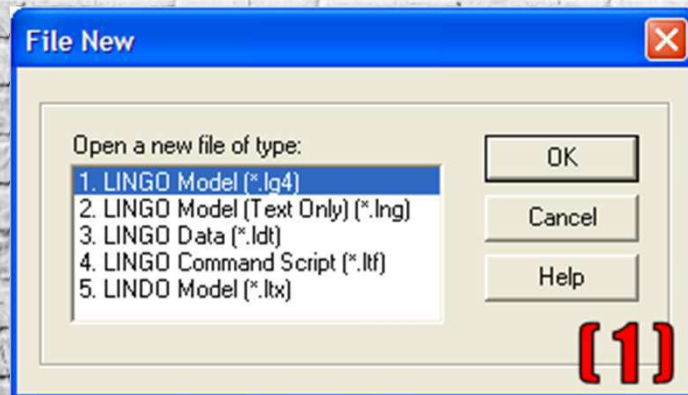 File New
Open a new file of type:
1. LINGO Model (*.lg4)
2. LINGO Model (Text Only) (*.lng)
3. LINGO Data (*.ldt)
4. LINGO Command Script (*.ltf)
5. LINDO Model (*.ltx)
OK
Cancel
Help
(1)